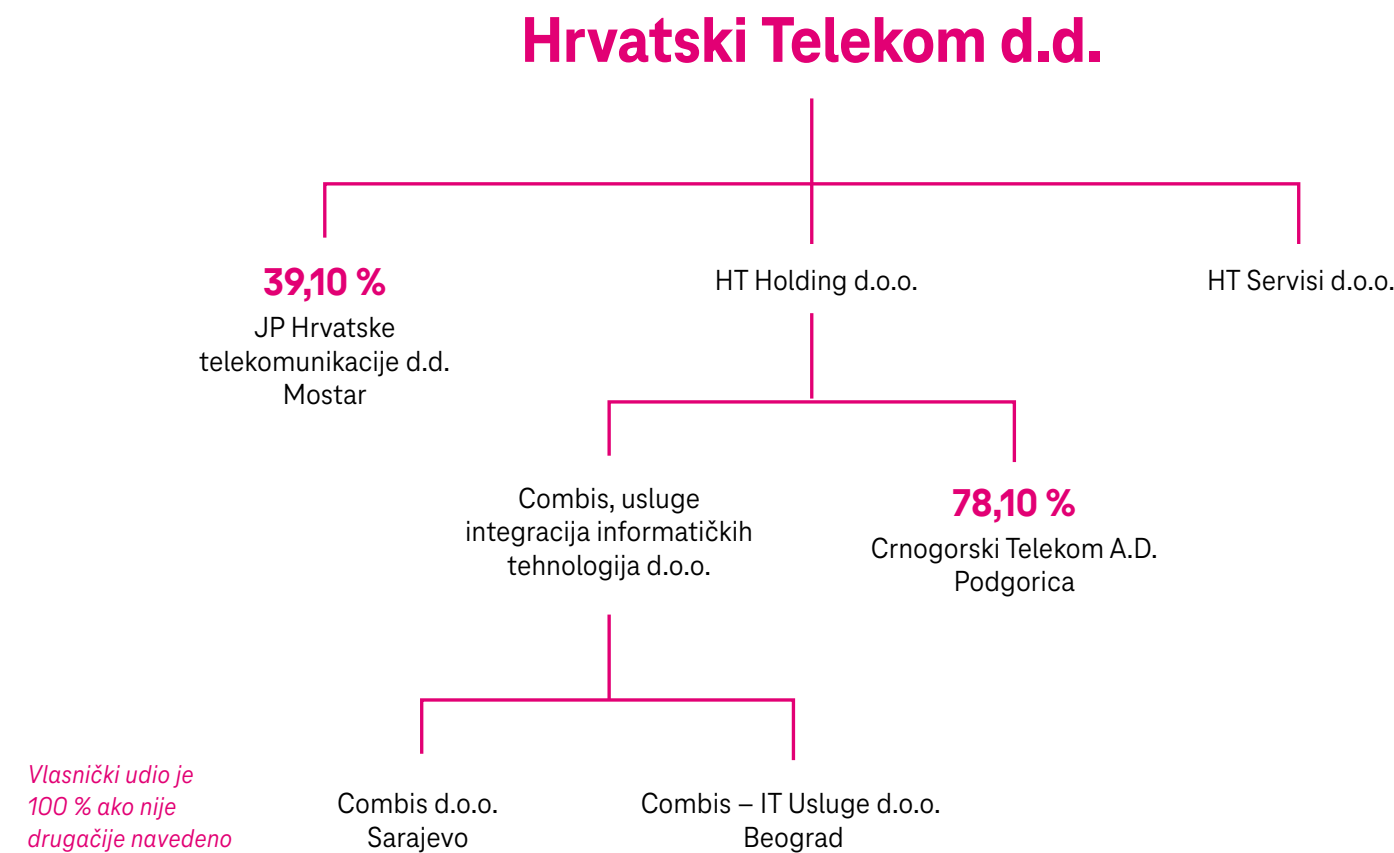 Hrvatski Telekom d.d.
39,10 %
JP Hrvatske
telekomunikacije d.d.
Mostar
HT Holding d.o.o.
HT Servisi d.o.o.
Combis, usluge
integracija informatičkih
tehnologija d.o.o.
78,10 %
Crnogorski Telekom A.D.
Podgorica
Vlasnički udio je
100 % ako nije
drugačije navedeno
Combis d.o.o.
Sarajevo
Combis – IT Usluge d.o.o.
Beograd